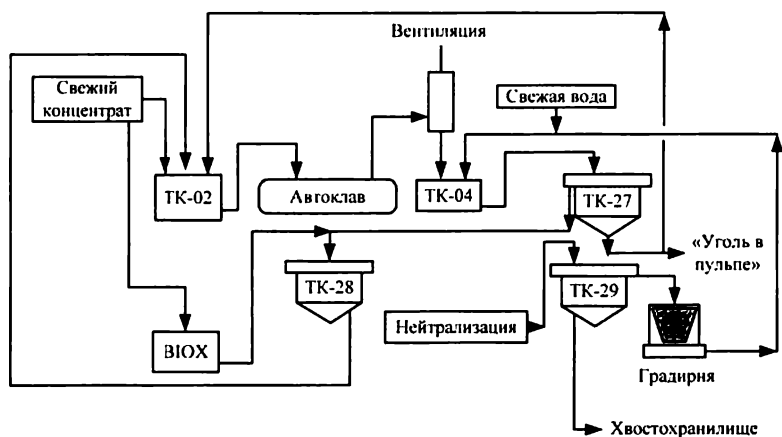 Вентиляция
Свежий
концентрат
Свежая вода
ТК-02
Автоклав
ТК-04
ТК-27
«Уголь в
пульпе»
ТК-28
ТК-29
Нейтрализация
BIOX
Градирня
Хвостохранилище